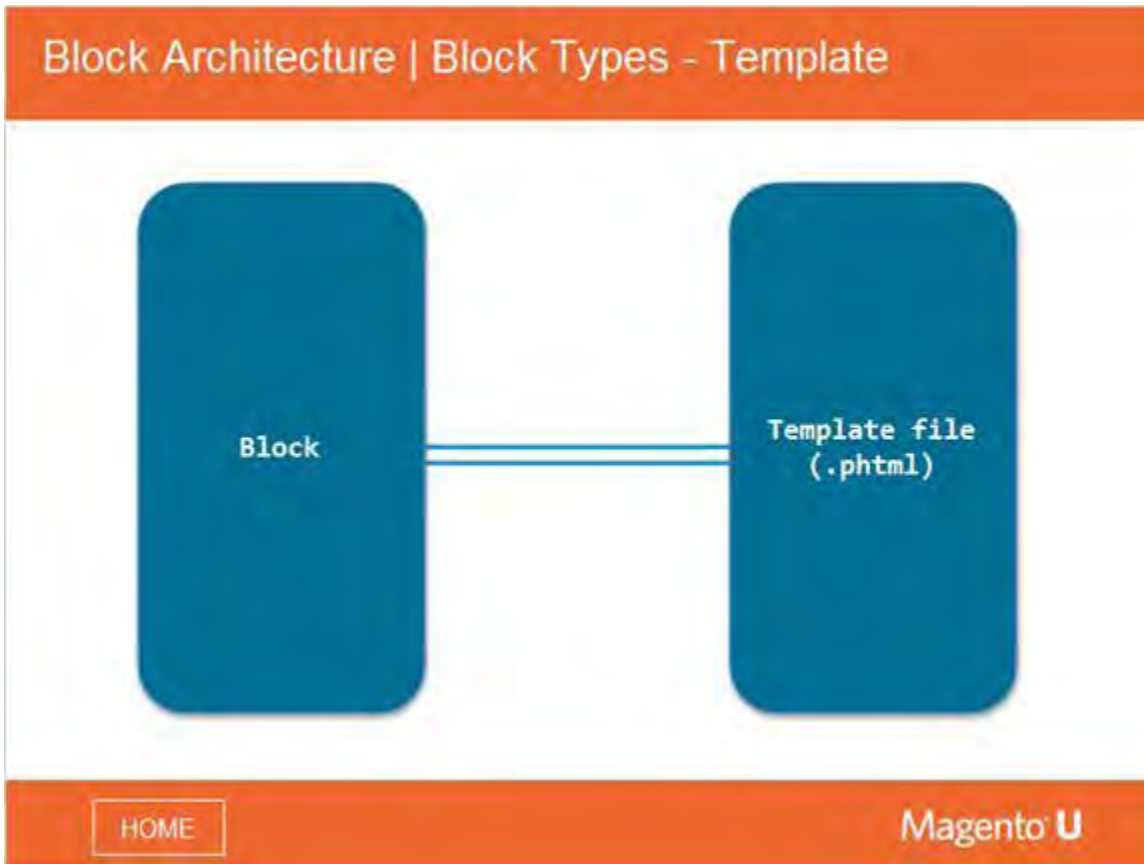 Block Architecture | Block Types - Template
Block
Template file
(.phtml)
HOME
Magento U